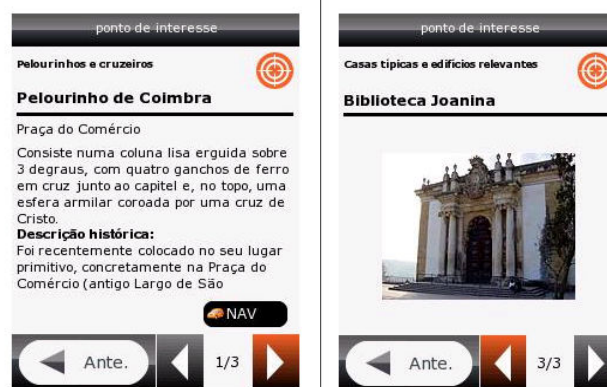 ponto de interesse
Pelourinhos e cruzeiros
Pelourinho de Coimbra
Praça do Comércio
Consiste numa coluna lisa erguida sobre
3 degraus, com quatro ganchos de ferro
em cruz junto ao capitel e, no topo, uma
esfera armilar coroada por uma cruz de
Cristo.
Descrição histórica:
Foi recentemente colocado no seu lugar
primitivo, concretamente na Praça do
Comércio (antigo Largo de São
NAV
Ante.
1/3
ponto de interesse
Casas tipicas e edificios relevantes
Biblioteca Joanina
Ante.
3/3